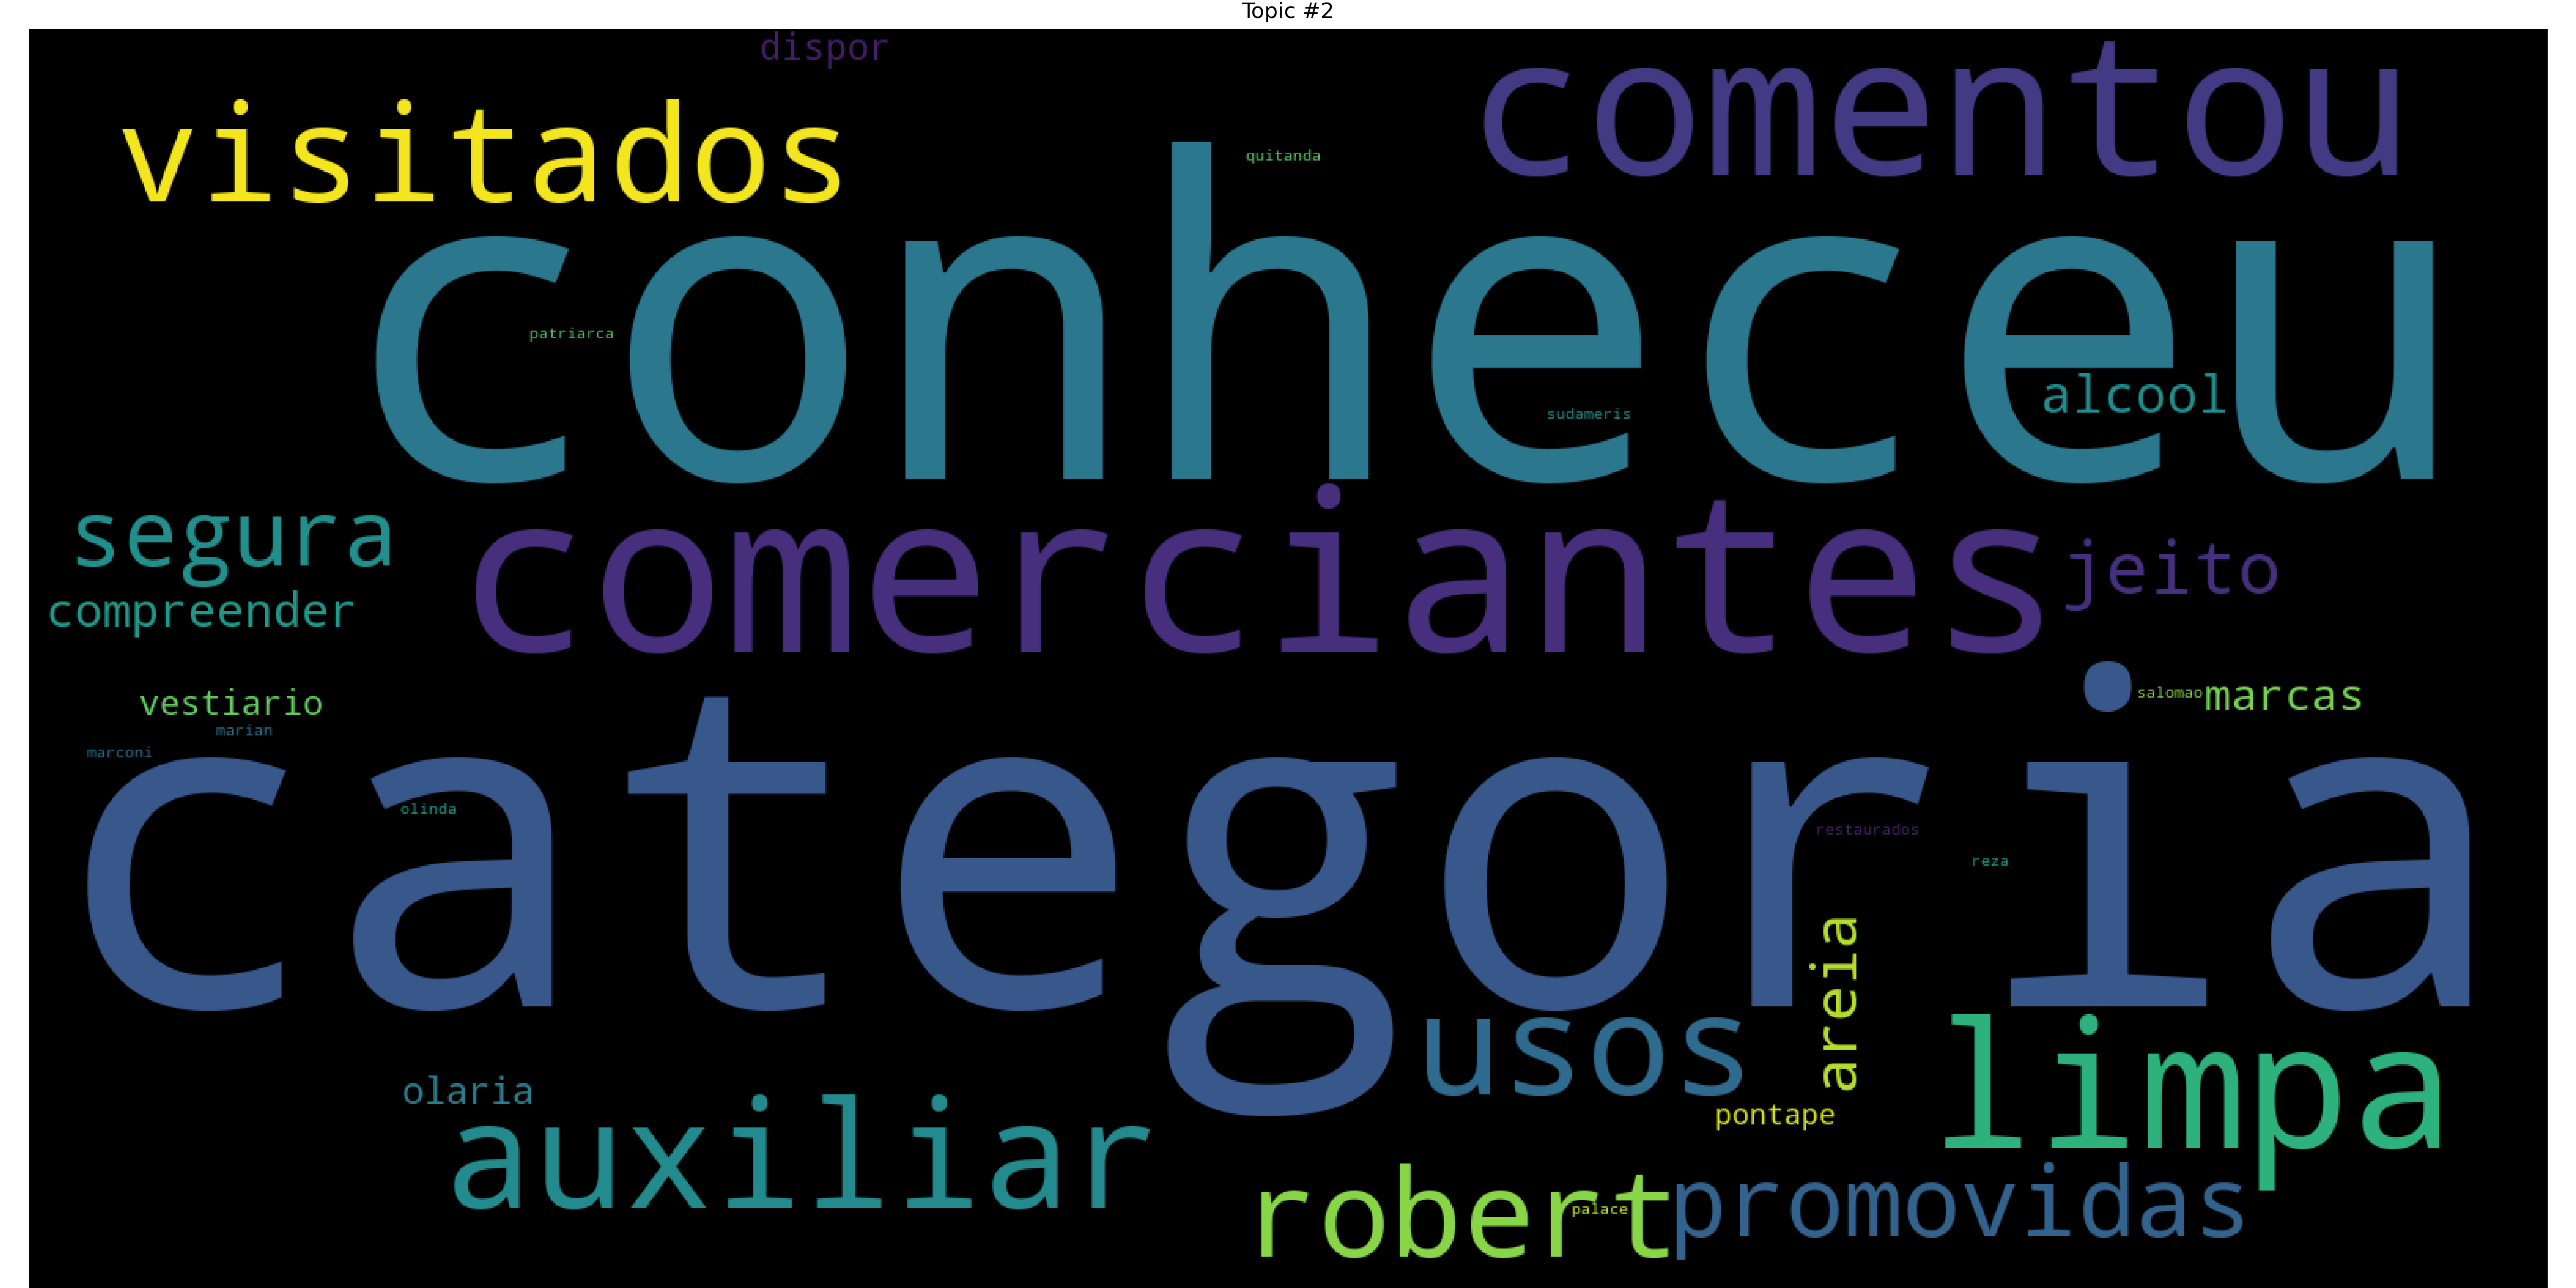 Topic #2
dispor
comentou
visitados
quitanda
conheceu
patriarca
alcool
sudameris
segura
comerciantes
jeito
compreender
vestiario
salomao
marcas
marian
marconi
categoria
olinda
restaurados
reza
areia
usos
limpa
olaria
pontape
auxiliar
robert
palace
promovidas